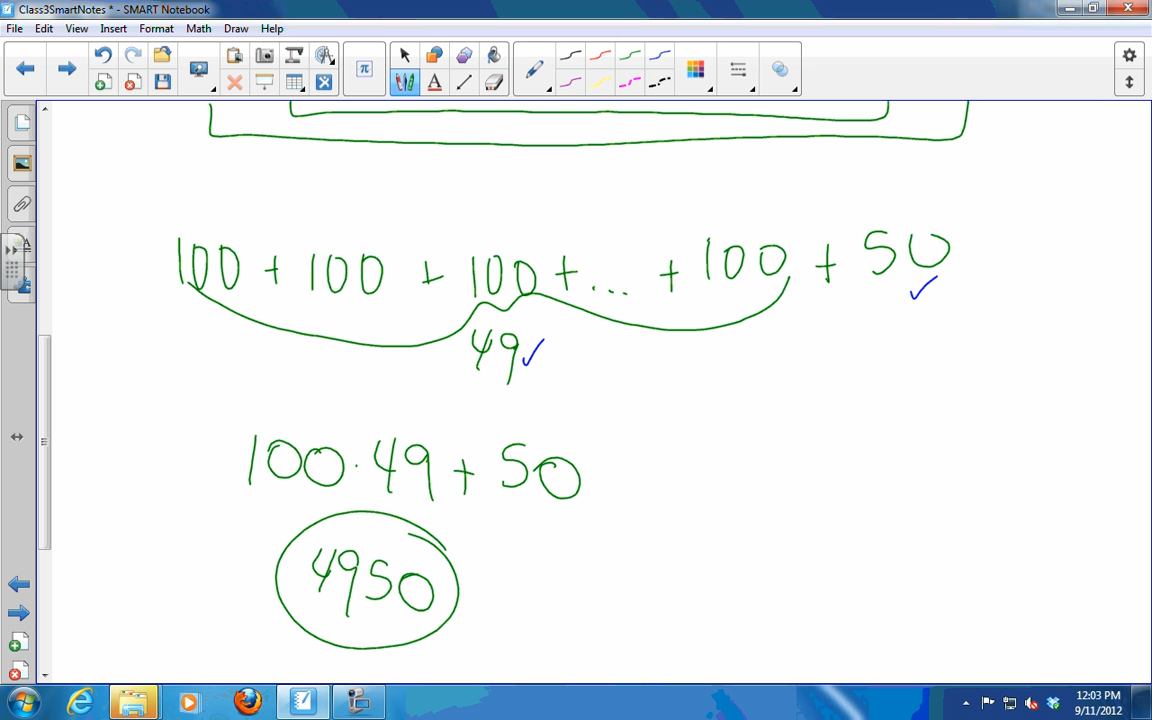 Class3SmartNotes * - SMART Notebook
File Edit View Insert Format Math Draw Help
π
A
100 + 100 + 100 + ... + 100 + 50
49
100 · 49 + 50
4950
12:03 PM
9/11/2012